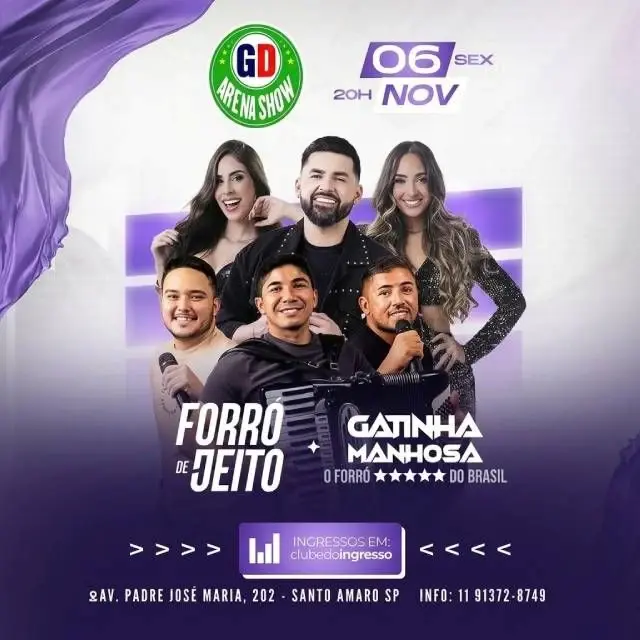 GD
ARENA SHOW
06 SEX
20H NOV
FORRÓ
DE JEITO
GATINHA
MANHOSA
O FORRÓ ★★★★★ DO BRASIL
> > > > INGRESSOS EM: < < < <
clubedoingresso
AV. PADRE JOSÉ MARIA, 202 - SANTO AMARO SP INFO: 11 91372-8749